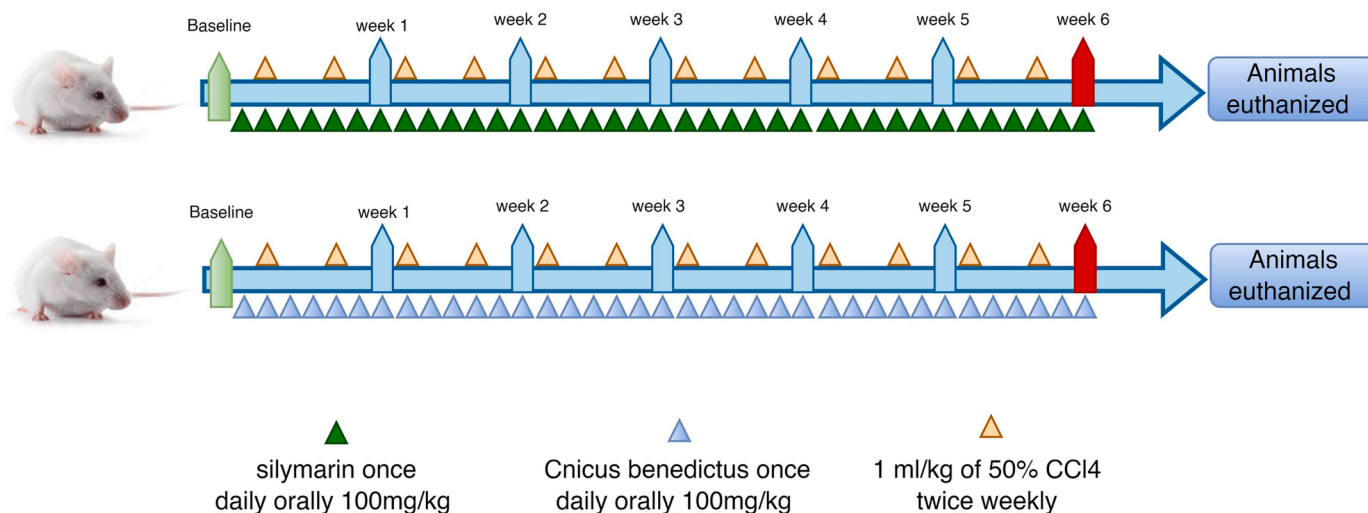 Baseline
week 1
week 2
week 3
week 4
week 5
week 6
Animals
euthanized
Baseline
week 1
week 2
week 3
week 4
week 5
week 6
Animals
euthanized
silymarin once
daily orally 100mg/kg
Cnicus benedictus once
daily orally 100mg/kg
1 ml/kg of 50% CCl4
twice weekly